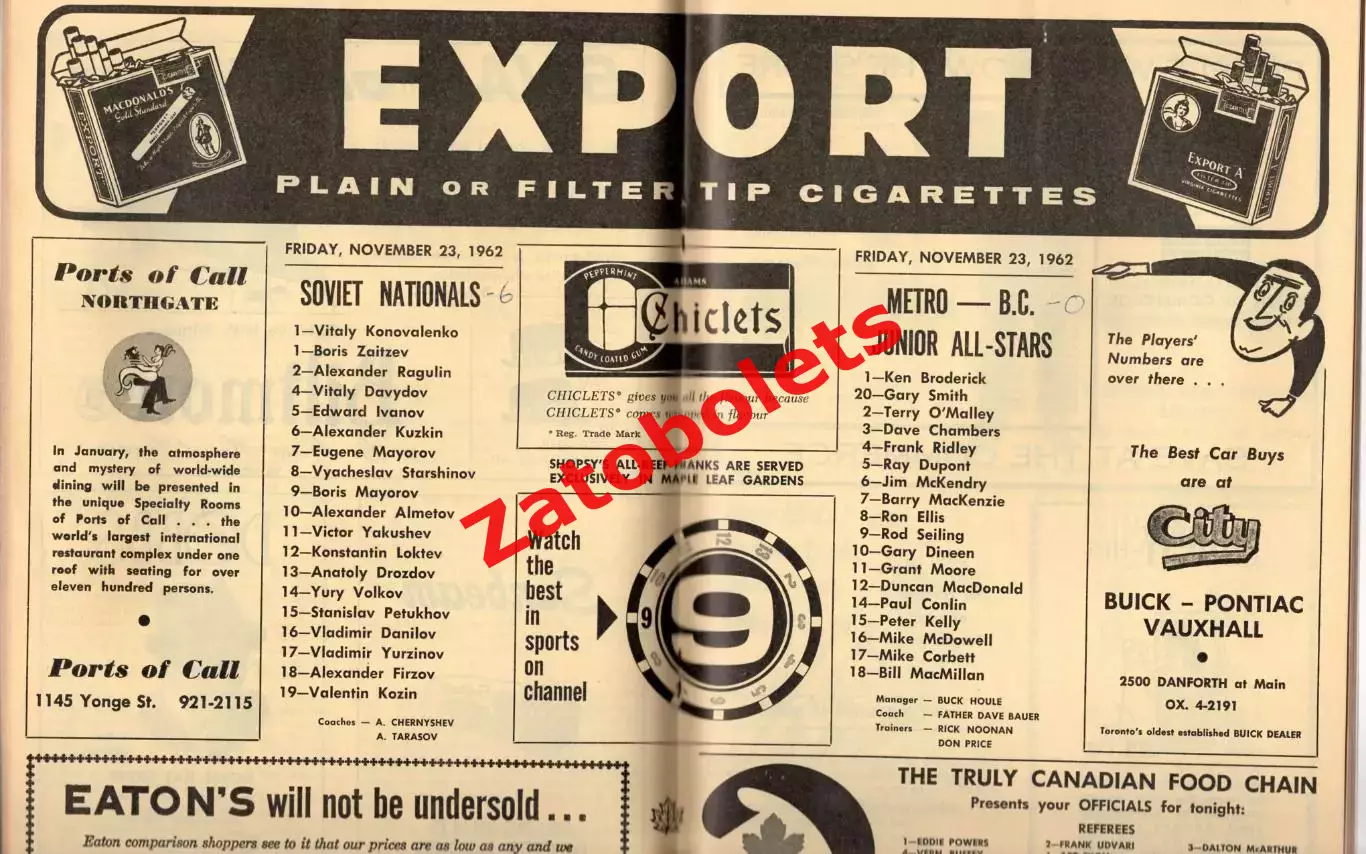 EXPORT
PLAIN OR FILTER TIP CIGARETTES
MACDONALD'S
Gold Standard
EXPORT
EXPORT "A"
FILTER TIP
VIRGINIA CIGARETTES
Ports of Call
NORTHGATE
In January, the atmosphere
and mystery of world-wide
dining will be presented in
the unique Specialty Rooms
of Ports of Call . . . the
world's largest international
restaurant complex under one
roof with seating for over
eleven hundred persons.
Ports of Call
1145 Yonge St. 921-2115
FRIDAY, NOVEMBER 23, 1962
SOVIET NATIONALS -6
1—Vitaly Konovalenko
1—Boris Zaitzev
2—Alexander Ragulin
4—Vitaly Davydov
5—Edward Ivanov
6—Alexander Kuzkin
7—Eugene Mayorov
8—Vyacheslav Starshinov
9—Boris Mayorov
10—Alexander Almetov
11—Victor Yakushev
12—Konstantin Loktev
13—Anatoly Drozdov
14—Yury Volkov
15—Stanislav Petukhov
16—Vladimir Danilov
17—Vladimir Yurzinov
18—Alexander Firzov
19—Valentin Kozin
Coaches — A. CHERNYSHEV
A. TARASOV
PEPPERMINT
CANDY COATED GUM
ADAMS
Chiclets
CHICLETS® gives you all the flavour because
CHICLETS® comes in flavour
* Reg. Trade Mark
SHOPSY'S ALL-BEEF FRANKS ARE SERVED
EXCLUSIVELY IN MAPLE LEAF GARDENS
Watch
the
best
in
sports
on
channel
9
9
Zatobolets
FRIDAY, NOVEMBER 23, 1962
METRO — B.C. -0
JUNIOR ALL-STARS
1—Ken Broderick
20—Gary Smith
2—Terry O'Malley
3—Dave Chambers
4—Frank Ridley
5—Ray Dupont
6—Jim McKendry
7—Barry MacKenzie
8—Ron Ellis
9—Rod Seiling
10—Gary Dineen
11—Grant Moore
12—Duncan MacDonald
14—Paul Conlin
15—Peter Kelly
16—Mike McDowell
17—Mike Corbett
18—Bill MacMillan
Manager — BUCK HOULE
Coach — FATHER DAVE BAUER
Trainers — RICK NOONAN
DON PRICE
The Players'
Numbers are
over there . . .
The Best Car Buys
are at
City
BUICK — PONTIAC
VAUXHALL
2500 DANFORTH at Main
OX. 4-2191
Toronto's oldest established BUICK DEALER
EATON'S will not be undersold...
Eaton comparison shoppers see to it that our prices are as low as any and we
THE TRULY CANADIAN FOOD CHAIN
Presents your OFFICIALS for tonight:
REFEREES
1—EDDIE POWERS
2—FRANK UDVARI
3—DALTON McARTHUR